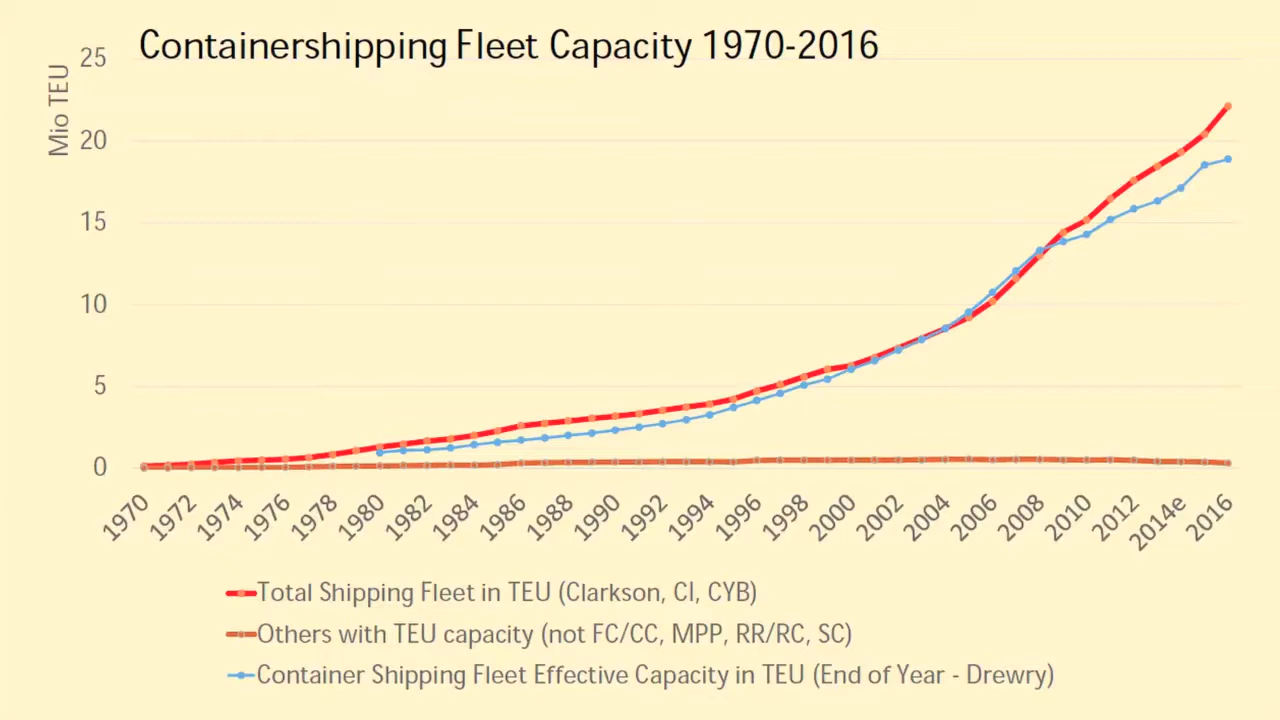 Containershipping Fleet Capacity 1970-2016
Mio TEU
25
20
15
10
5
0
1970 1972 1974 1976 1978 1980 1982 1984 1986 1988 1990 1992 1994 1996 1998 2000 2002 2004 2006 2008 2010 2012 2014e 2016
Total Shipping Fleet in TEU (Clarkson, CI, CYB)
Others with TEU capacity (not FC/CC, MPP, RR/RC, SC)
Container Shipping Fleet Effective Capacity in TEU (End of Year - Drewry)